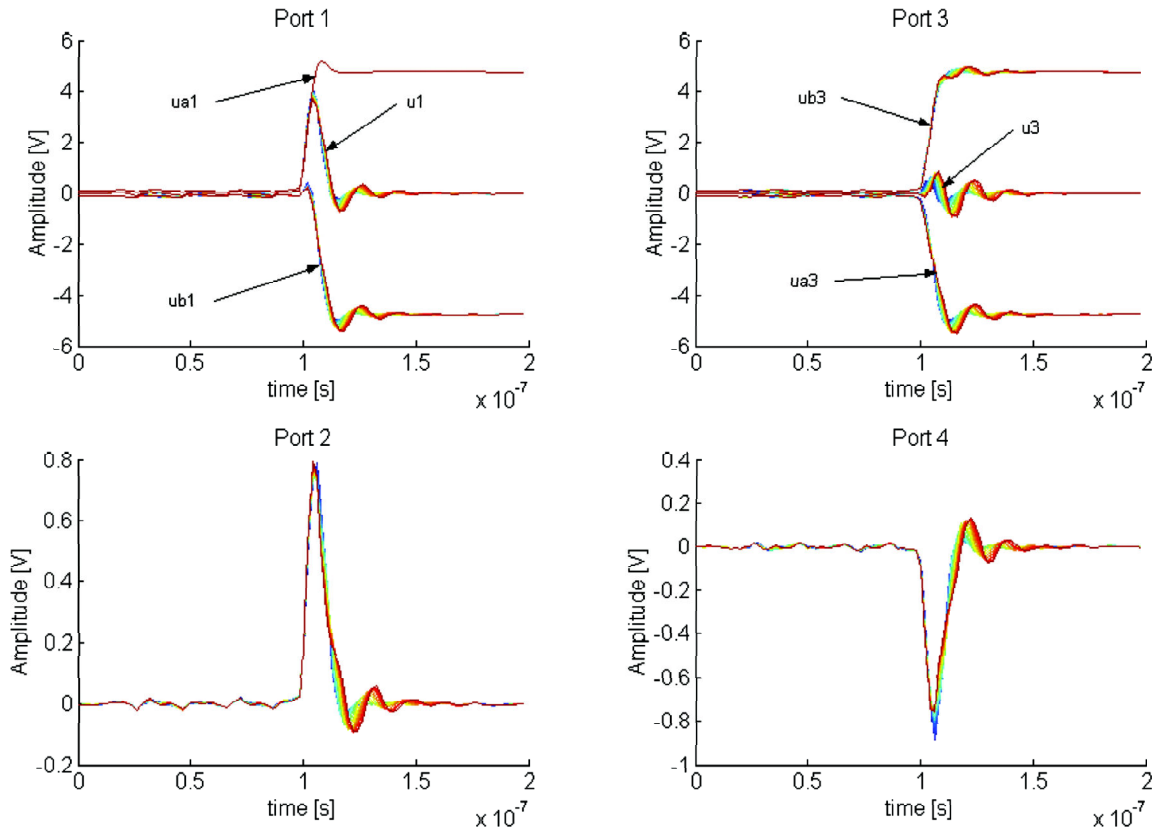 Port 1
6
4
2
0
-2
-4
-6
Amplitude [V]
ua1
u1
ub1
0 0.5 1 1.5 2
time [s]
x 10-7
Port 3
6
4
2
0
-2
-4
-6
Amplitude [V]
ub3
u3
ua3
0 0.5 1 1.5 2
time [s]
x 10-7
Port 2
0.8
0.6
0.4
0.2
0
-0.2
Amplitude [V]
0 0.5 1 1.5 2
time [s]
x 10-7
Port 4
0.4
0.2
0
-0.2
-0.4
-0.6
-0.8
-1
Amplitude [V]
0 0.5 1 1.5 2
time [s]
x 10-7